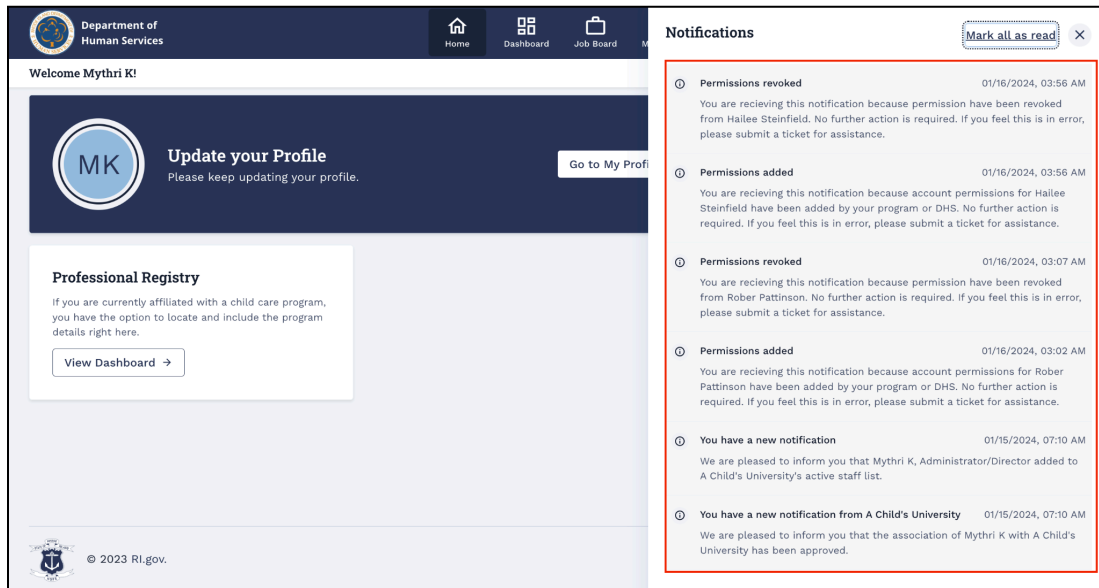 Department of
Human Services
Home
Dashboard
Job Board
M
Notifications
Mark all as read
Welcome Mythri K!
MK
Update your Profile
Please keep updating your profile.
Go to My Profi
Professional Registry
If you are currently affiliated with a child care program,
you have the option to locate and include the program
details right here.
View Dashboard →
© 2023 RI.gov.
Permissions revoked 01/16/2024, 03:56 AM
You are recieving this notification because permission have been revoked
from Hailee Steinfield. No further action is required. If you feel this is in error,
please submit a ticket for assistance.
Permissions added 01/16/2024, 03:56 AM
You are recieving this notification because account permissions for Hailee
Steinfield have been added by your program or DHS. No further action is
required. If you feel this is in error, please submit a ticket for assistance.
Permissions revoked 01/16/2024, 03:07 AM
You are recieving this notification because permission have been revoked
from Rober Pattinson. No further action is required. If you feel this is in error,
please submit a ticket for assistance.
Permissions added 01/16/2024, 03:02 AM
You are recieving this notification because account permissions for Rober
Pattinson have been added by your program or DHS. No further action is
required. If you feel this is in error, please submit a ticket for assistance.
You have a new notification 01/15/2024, 07:10 AM
We are pleased to inform you that Mythri K, Administrator/Director added to
A Child's University's active staff list.
You have a new notification from A Child's University 01/15/2024, 07:10 AM
We are pleased to inform you that the association of Mythri K with A Child's
University has been approved.